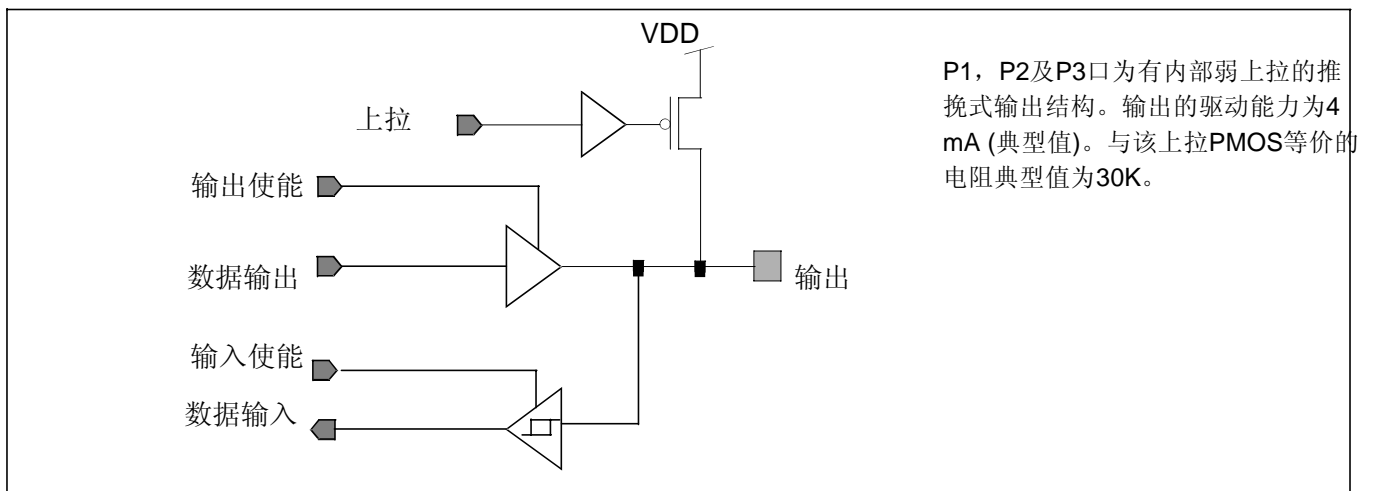 VDD
P1，P2及P3口为有内部弱上拉的推
挽式输出结构。输出的驱动能力为4
mA (典型值)。与该上拉PMOS等价的
电阻典型值为30K。
上拉
输出使能
数据输出
输出
输入使能
数据输入